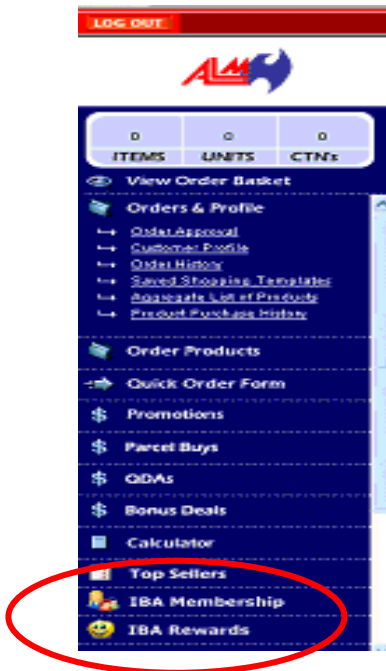 LOG OUT
ALM
0 0 0
ITEMS UNITS CTN's
View Order Basket
Orders & Profile
Order Approval
Customer Profile
Order History
Saved Shopping Templates
Aggregate List of Products
Product Purchase History
Order Products
Quick Order Form
Promotions
Parcel Buys
QDAs
Bonus Deals
Calculator
Top Sellers
IBA Membership
IBA Rewards